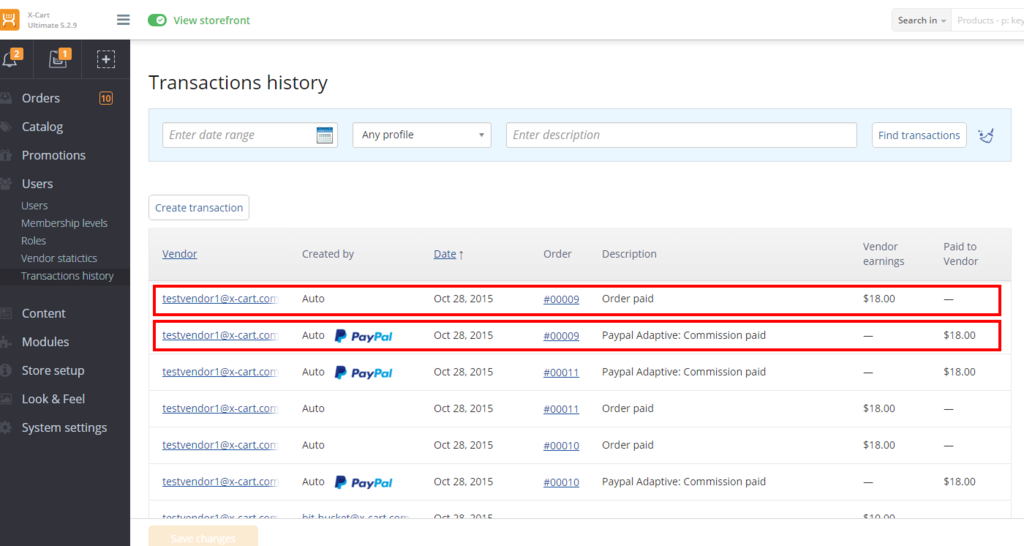 X-Cart
Ultimate 5.2.9
View storefront
Search in
Products - p: key
2
1
Orders 10
Catalog
Promotions
Users
Users
Membership levels
Roles
Vendor statictics
Transactions history
Content
Modules
Store setup
Look & Feel
System settings
Transactions history
Enter date range
Any profile
Enter description
Find transactions
Create transaction
Vendor Created by Date ↑ Order Description Vendor earnings Paid to Vendor
testvendor1@x-cart.com Auto Oct 28, 2015 #00009 Order paid $18.00 —
testvendor1@x-cart.com Auto PayPal Oct 28, 2015 #00009 Paypal Adaptive: Commission paid — $18.00
testvendor1@x-cart.com Auto PayPal Oct 28, 2015 #00011 Paypal Adaptive: Commission paid — $18.00
testvendor1@x-cart.com Auto Oct 28, 2015 #00011 Order paid $18.00 —
testvendor1@x-cart.com Auto Oct 28, 2015 #00010 Order paid $18.00 —
testvendor1@x-cart.com Auto PayPal Oct 28, 2015 #00010 Paypal Adaptive: Commission paid — $18.00
testvendor1@x-cart.com bit-bucket@x-cart.com Oct 28, 2015
Save changes